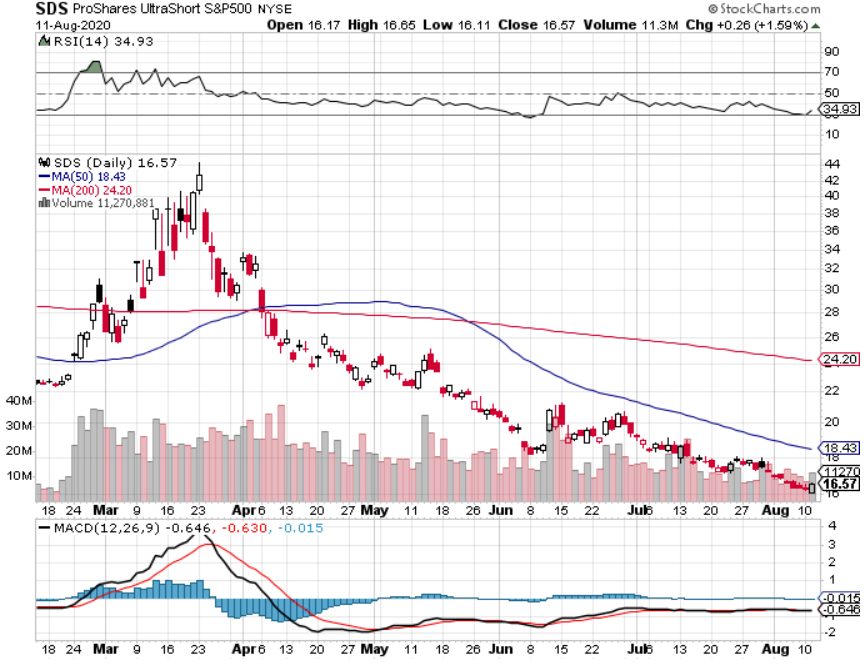 SDS ProShares UltraShort S&P500 NYSE © StockCharts.com
11-Aug-2020 Open 16.17 High 16.65 Low 16.11 Close 16.57 Volume 11.3M Chg +0.26 (+1.59%)
RSI(14) 34.93
90
70
50
34.93
30
10
SDS (Daily) 16.57
MA(50) 18.43
MA(200) 24.20
Volume 11,270,881
44
42
40
38
36
34
32
30
28
26
24.20
22
20
18.43
18
11270
16.57
16
40M
30M
20M
10M
18 24 Mar 9 16 23 Apr 6 13 20 27 May 11 18 26 Jun 8 15 22 Jul 6 13 20 27 Aug 10
MACD(12,26,9) -0.646, -0.630, -0.015
4
3
2
1
-0.015
-0.646
-2
18 24 Mar 9 16 23 Apr 6 13 20 27 May 11 18 26 Jun 8 15 22 Jul 6 13 20 27 Aug 10